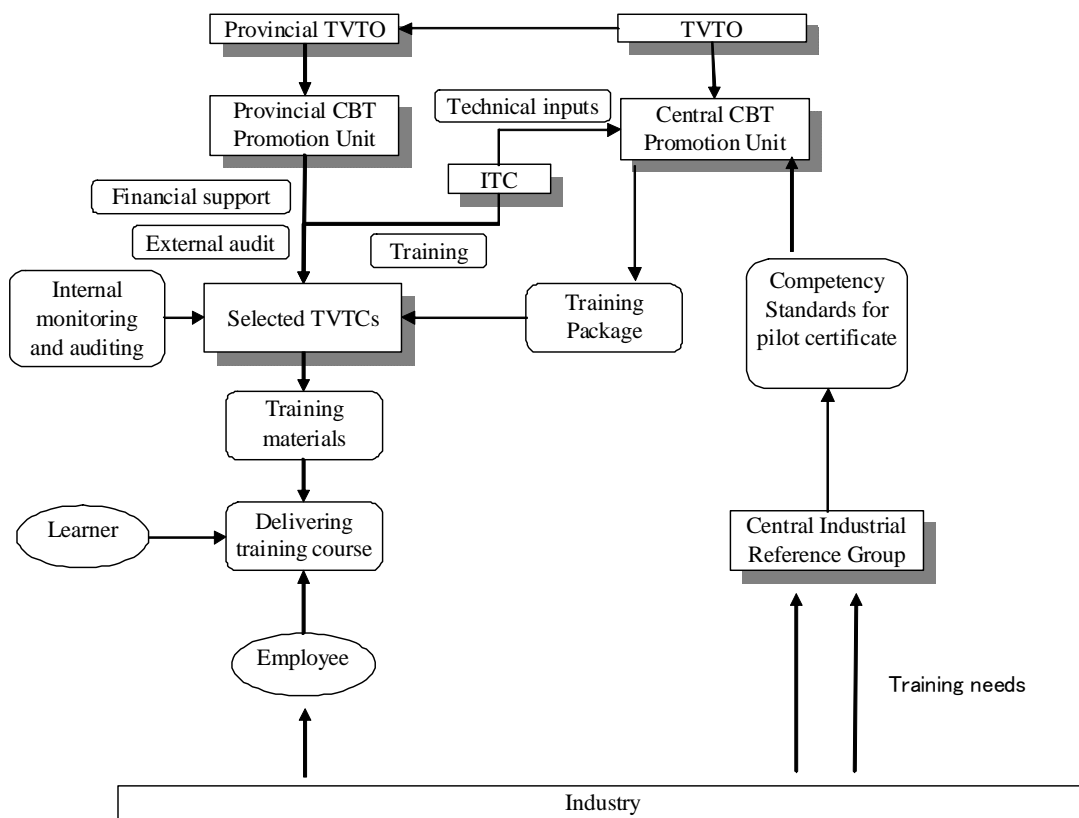 Provincial TVTO
TVTO
Provincial CBT
Promotion Unit
Technical inputs
Central CBT
Promotion Unit
ITC
Financial support
External audit
Training
Internal
monitoring
and auditing
Selected TVTCs
Training
Package
Competency
Standards for
pilot certificate
Training
materials
Learner
Delivering
training course
Central Industrial
Reference Group
Employee
Training needs
Industry